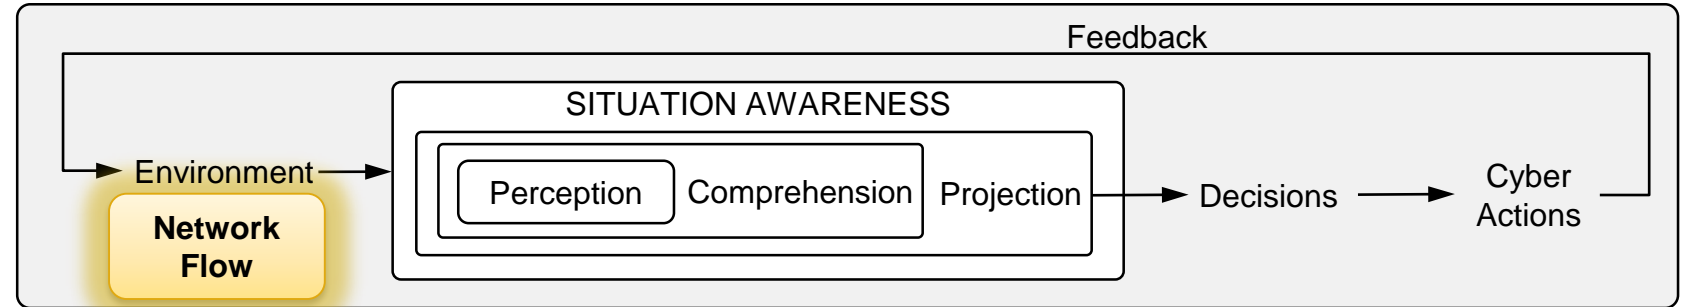 Feedback
SITUATION AWARENESS
Environment
Perception
Comprehension
Projection
Decisions
Cyber
Actions
Network
Flow